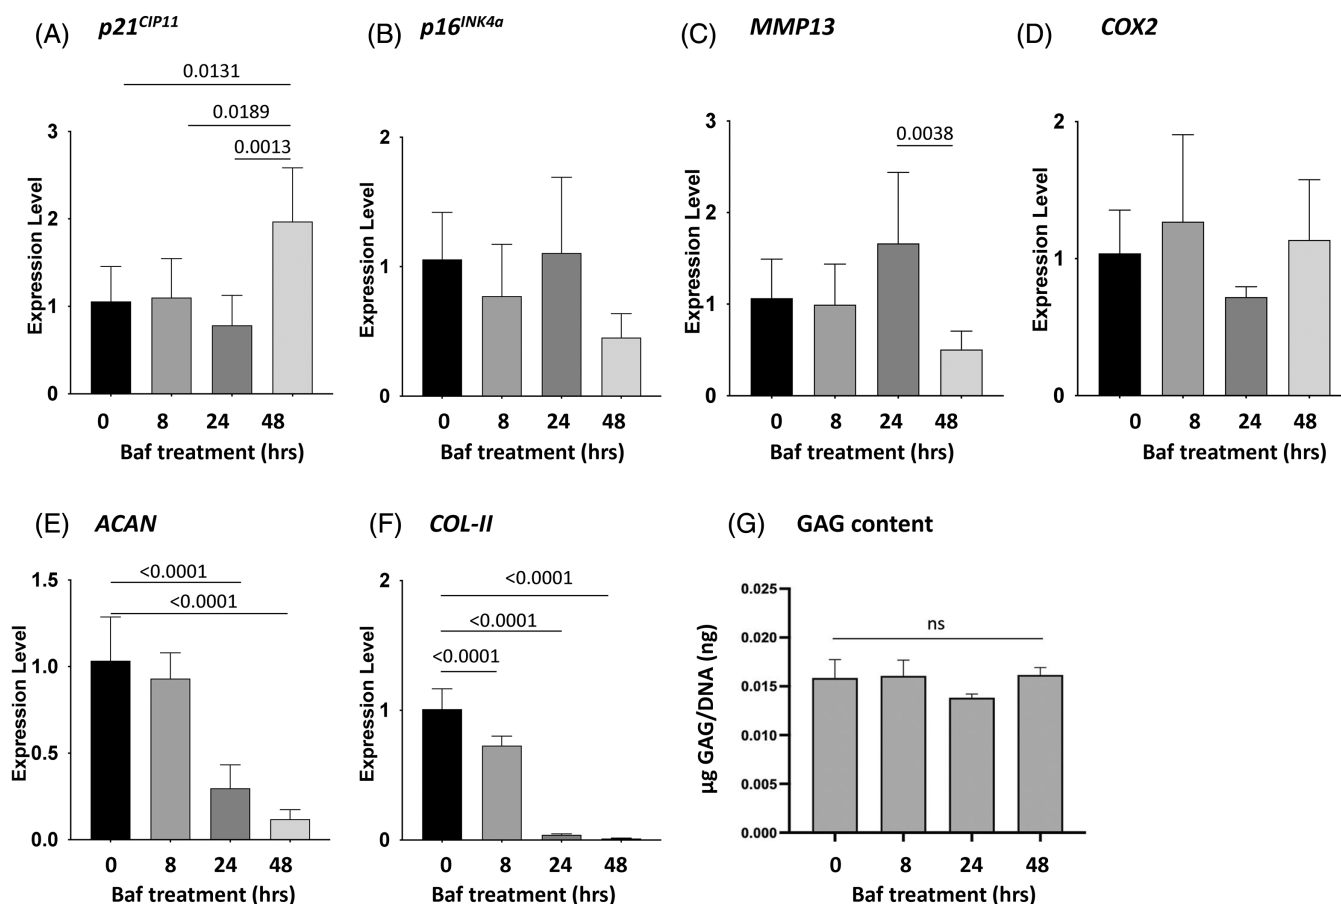 (A) p21CIP11
0.0131
0.0189
0.0013
3
2
1
0
Expression Level
0 8 24 48
Baf treatment (hrs)
(B) p16INK4a
2
1
0
Expression Level
0 8 24 48
Baf treatment (hrs)
(C) MMP13
0.0038
3
2
1
0
Expression Level
0 8 24 48
Baf treatment (hrs)
(D) COX2
2
1
0
Expression Level
0 8 24 48
Baf treatment (hrs)
(E) ACAN
<0.0001
<0.0001
1.5
1.0
0.5
0.0
Expression Level
0 8 24 48
Baf treatment (hrs)
(F) COL-II
<0.0001
<0.0001
<0.0001
2
1
0
Expression Level
0 8 24 48
Baf treatment (hrs)
(G) GAG content
ns
0.025
0.020
0.015
0.010
0.005
0.000
µg GAG/DNA (ng)
0 8 24 48
Baf treatment (hrs)